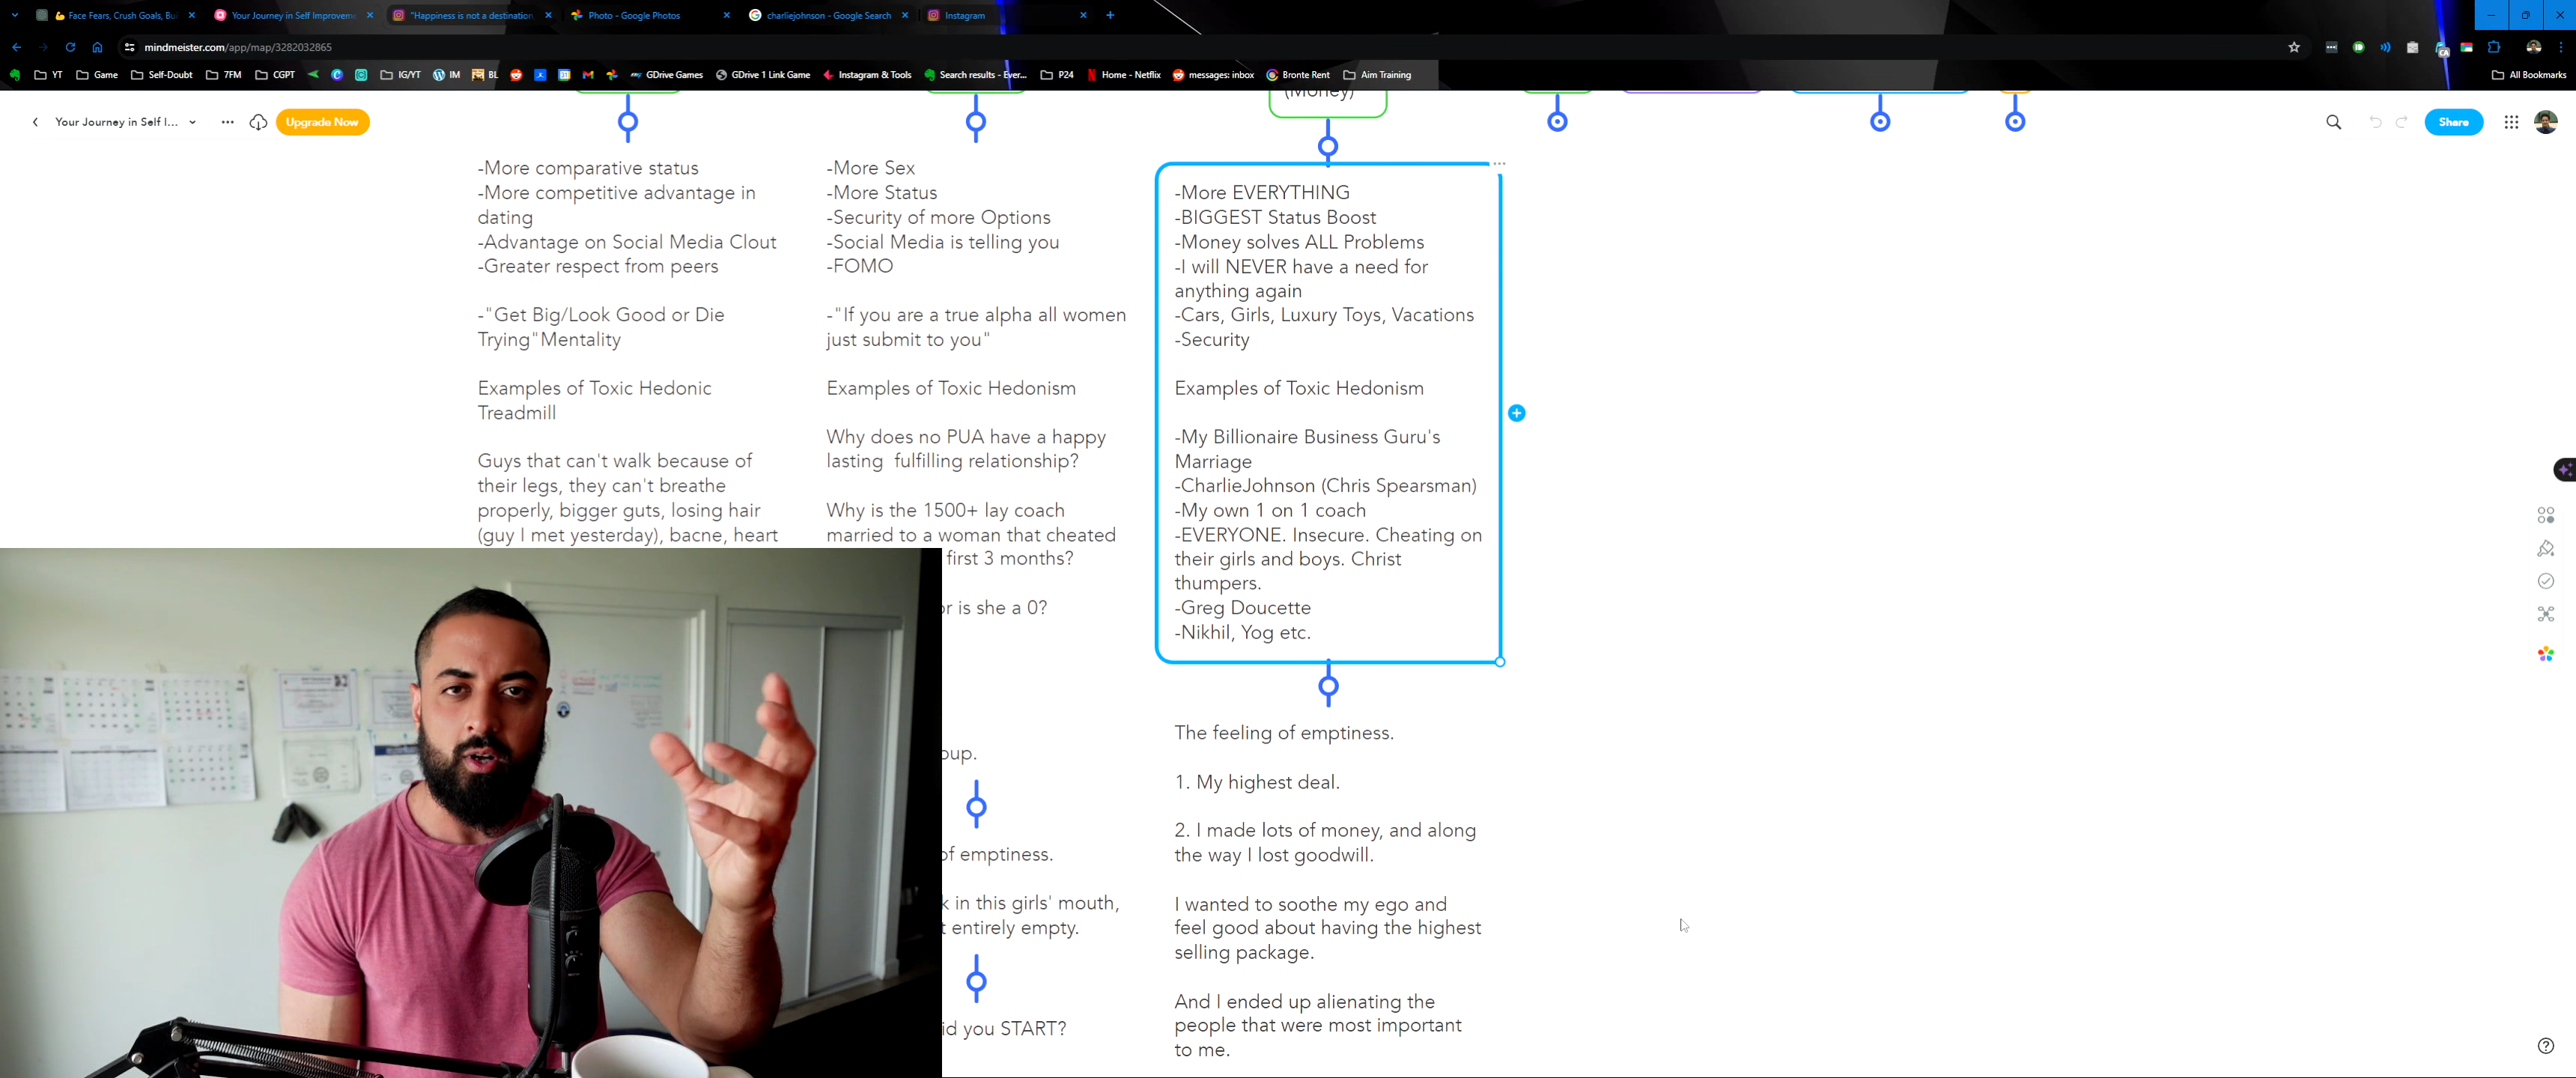 Face Fears, Crush Goals, Bui
Your Journey in Self Improveme
"Happiness is not a destination
Photo - Google Photos
charliejohnson - Google Search
Instagram
mindmeister.com/app/map/3282032865
YT
Game
Self-Doubt
7FM
CGPT
IG/YT
IM
BL
GDrive Games
GDrive 1 Link Game
Instagram & Tools
Search results - Ever...
P24
Home - Netflix
messages: inbox
Bronte Rent
Aim Training
All Bookmarks
Your Journey in Self I...
Upgrade Now
Share
(Money)
-More comparative status
-More competitive advantage in
dating
-Advantage on Social Media Clout
-Greater respect from peers
-"Get Big/Look Good or Die
Trying"Mentality
Examples of Toxic Hedonic
Treadmill
Guys that can't walk because of
their legs, they can't breathe
properly, bigger guts, losing hair
(guy I met yesterday), bacne, heart
-More Sex
-More Status
-Security of more Options
-Social Media is telling you
-FOMO
-"If you are a true alpha all women
just submit to you"
Examples of Toxic Hedonism
Why does no PUA have a happy
lasting fulfilling relationship?
Why is the 1500+ lay coach
married to a woman that cheated
first 3 months?
or is she a 0?
oup.
of emptiness.
k in this girls' mouth,
t entirely empty.
id you START?
-More EVERYTHING
-BIGGEST Status Boost
-Money solves ALL Problems
-I will NEVER have a need for
anything again
-Cars, Girls, Luxury Toys, Vacations
-Security
Examples of Toxic Hedonism
-My Billionaire Business Guru's
Marriage
-CharlieJohnson (Chris Spearsman)
-My own 1 on 1 coach
-EVERYONE. Insecure. Cheating on
their girls and boys. Christ
thumpers.
-Greg Doucette
-Nikhil, Yog etc.
The feeling of emptiness.
1. My highest deal.
2. I made lots of money, and along
the way I lost goodwill.
I wanted to soothe my ego and
feel good about having the highest
selling package.
And I ended up alienating the
people that were most important
to me.